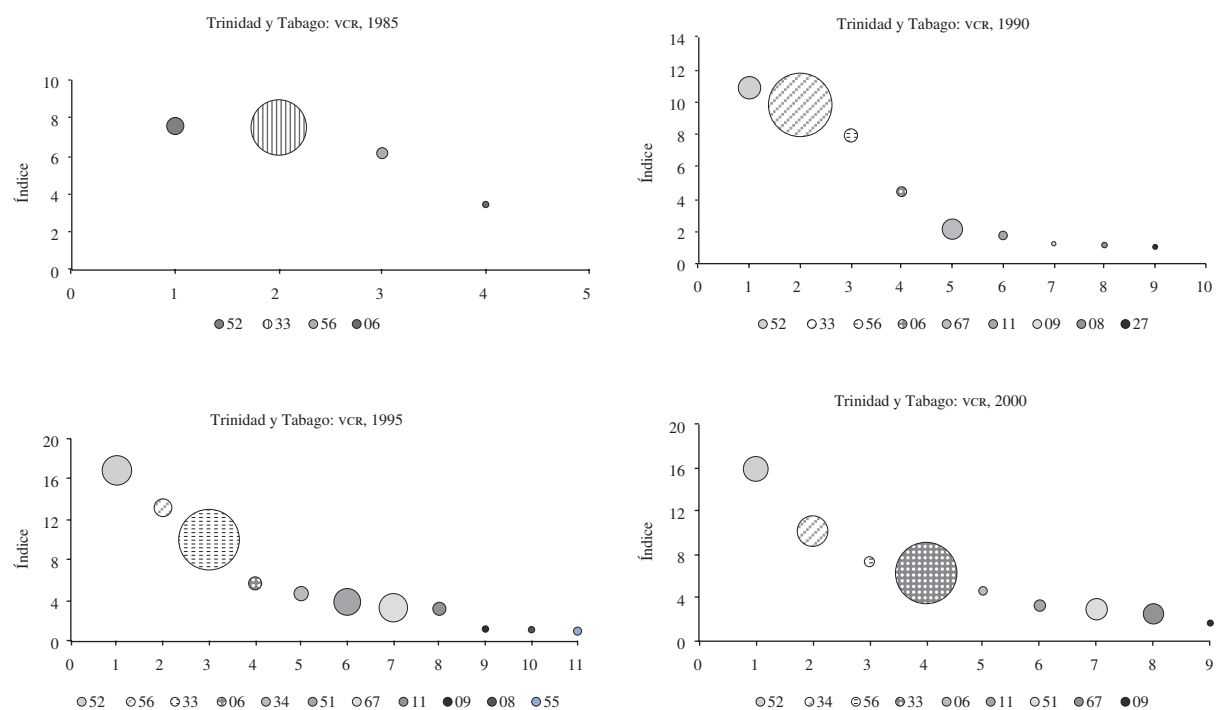 Trinidad y Tabago: VCR, 1985
10
8
6
4
2
0
Índice
0 1 2 3 4 5
52 33 56 06
Trinidad y Tabago: VCR, 1990
14
12
10
8
6
4
2
0
Índice
0 1 2 3 4 5 6 7 8 9 10
52 33 56 06 67 11 09 08 27
Trinidad y Tabago: VCR, 1995
20
16
12
8
4
0
Índice
0 1 2 3 4 5 6 7 8 9 10 11
52 56 33 06 34 51 67 11 09 08 55
Trinidad y Tabago: VCR, 2000
20
16
12
8
4
0
Índice
0 1 2 3 4 5 6 7 8 9
52 34 56 33 06 11 51 67 09